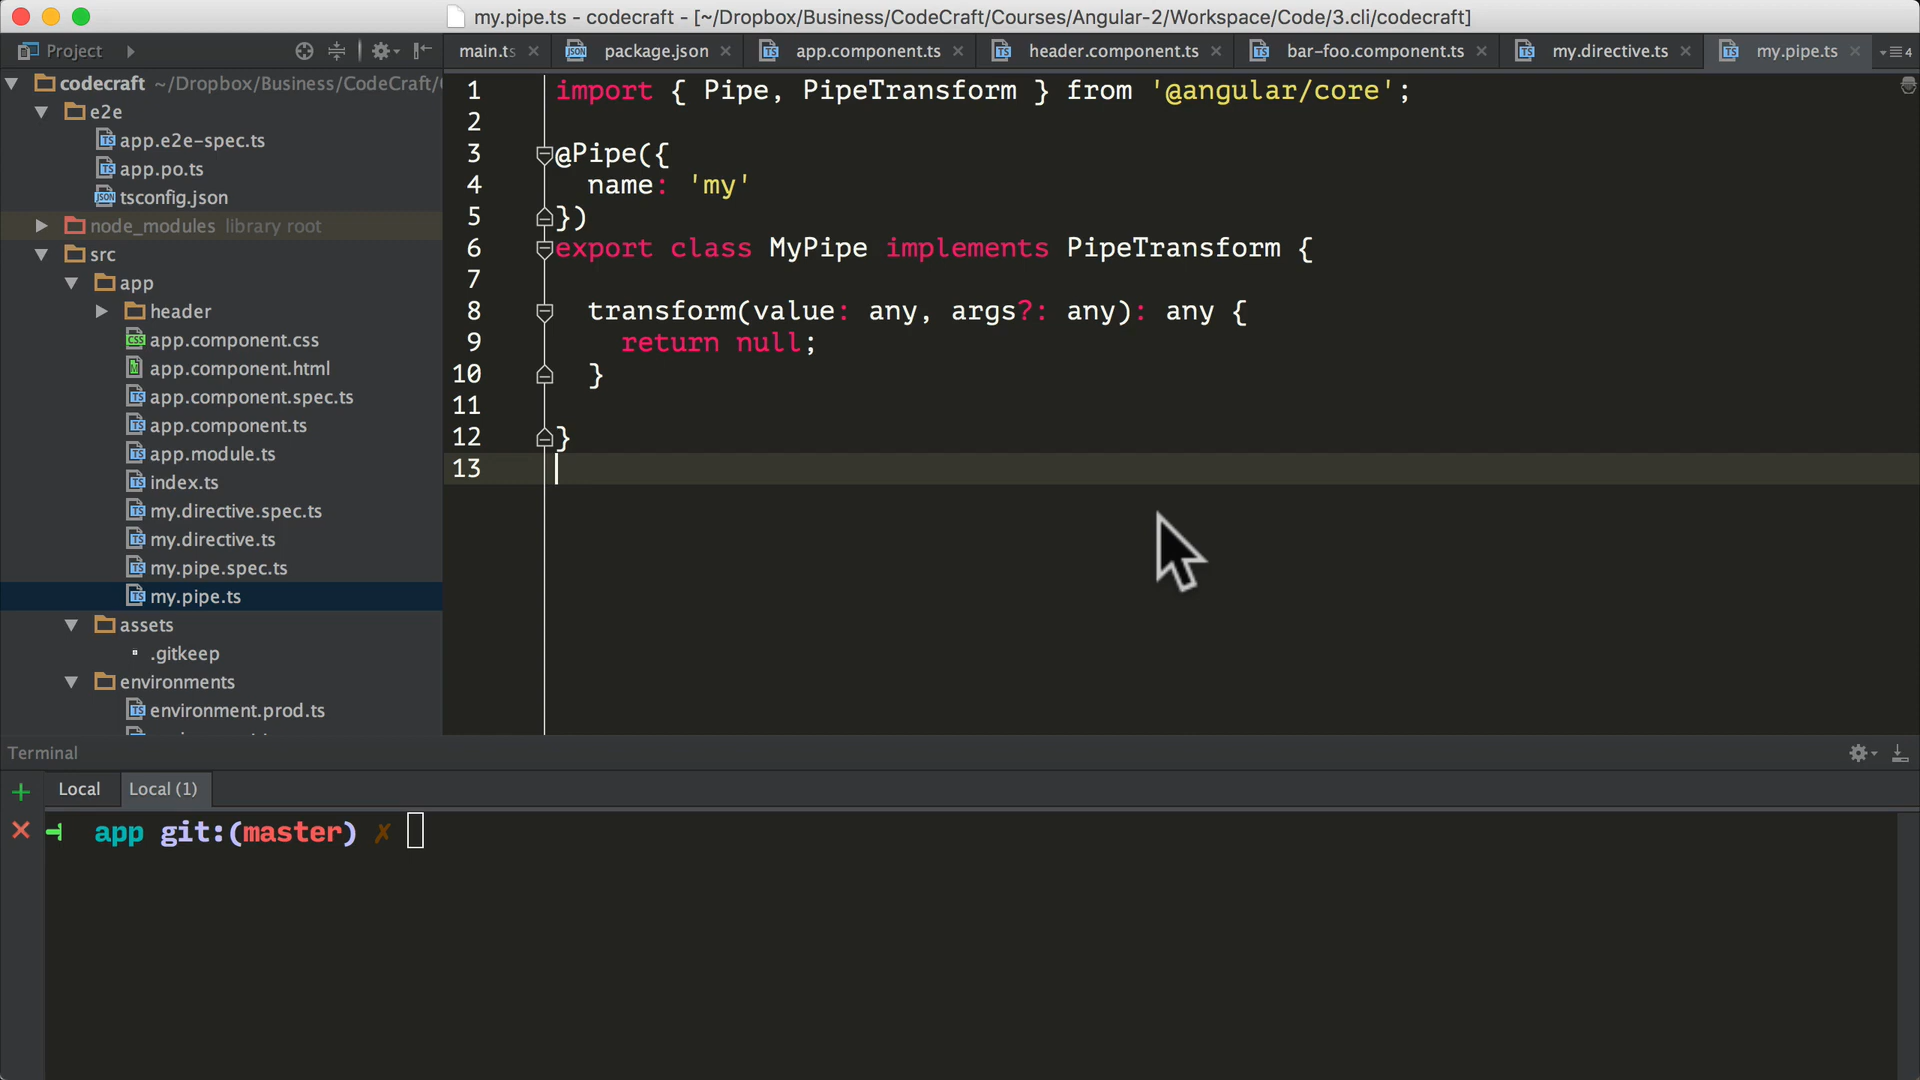 my.pipe.ts - codecraft - [~/Dropbox/Business/CodeCraft/Courses/Angular-2/Workspace/Code/3.cli/codecraft]
Project
main.ts package.json app.component.ts header.component.ts bar-foo.component.ts my.directive.ts my.pipe.ts 4
codecraft ~/Dropbox/Business/CodeCraft/
e2e
app.e2e-spec.ts
app.po.ts
tsconfig.json
node_modules library root
src
app
header
app.component.css
app.component.html
app.component.spec.ts
app.component.ts
app.module.ts
index.ts
my.directive.spec.ts
my.directive.ts
my.pipe.spec.ts
my.pipe.ts
assets
.gitkeep
environments
environment.prod.ts
1 import { Pipe, PipeTransform } from '@angular/core';
2
3 @Pipe({
4 name: 'my'
5 })
6 export class MyPipe implements PipeTransform {
7
8 transform(value: any, args?: any): any {
9 return null;
10 }
11
12 }
13
Terminal
Local Local (1)
app git:(master) ✗